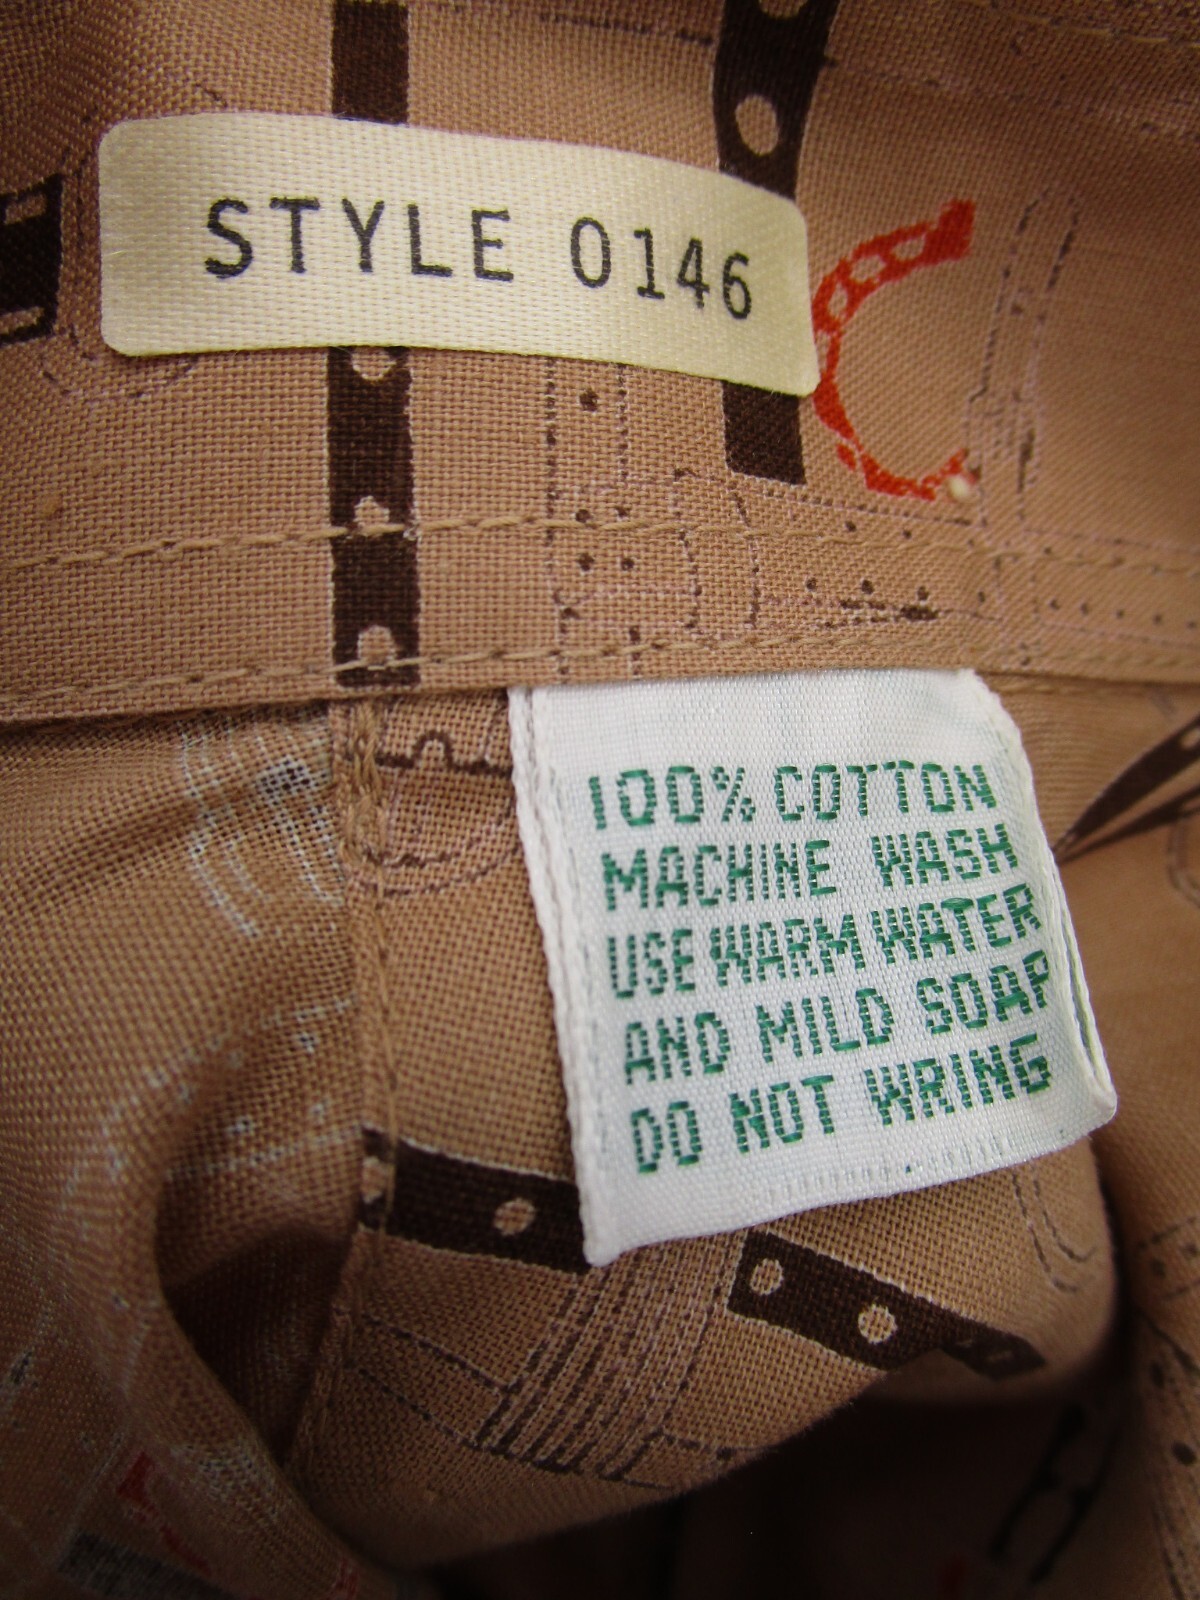 STYLE 0146
100% COTTON
MACHINE WASH
USE WARM WATER
AND MILD SOAP
DO NOT WRING